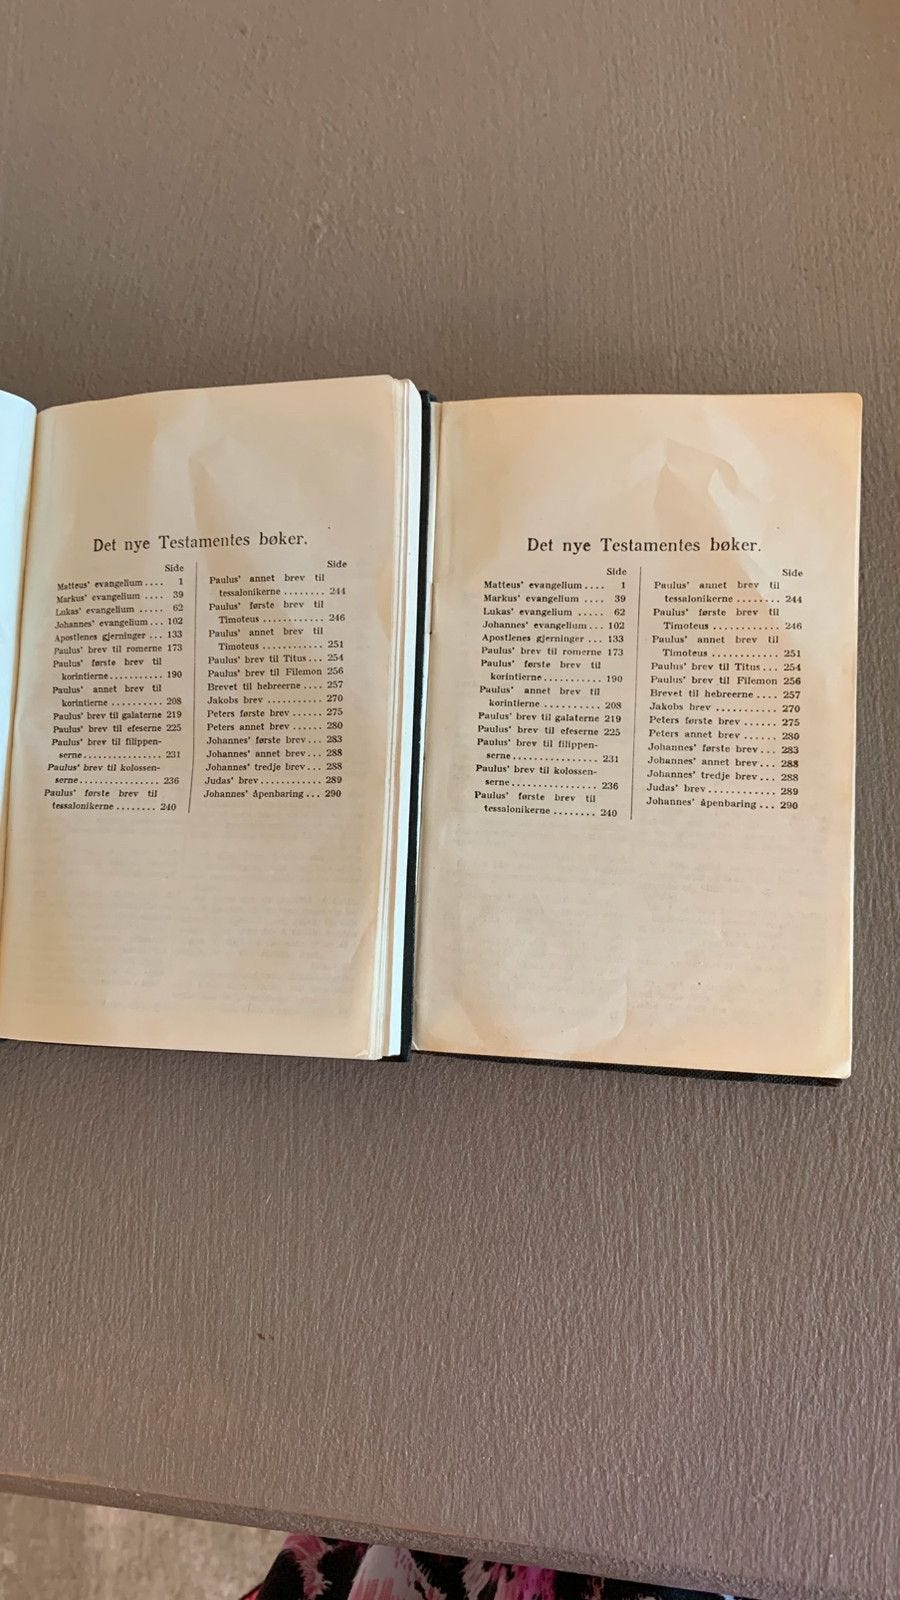 Det nye Testamentes bøker.
Side
Matteus' evangelium .... 1
Markus' evangelium .... 39
Lukas' evangelium ..... 62
Johannes' evangelium ... 102
Apostlenes gjerninger ... 133
Paulus' brev til romerne 173
Paulus' første brev til
korintierne ........... 190
Paulus' annet brev til
korintierne ........... 208
Paulus' brev til galaterne 219
Paulus' brev til efeserne 225
Paulus' brev til filippen-
serne ................ 231
Paulus' brev til kolossen-
serne ................ 236
Paulus' første brev til
tessalonikerne ........ 240
Side
Paulus' annet brev til
tessalonikerne ........ 244
Paulus' første brev til
Timoteus ............ 246
Paulus' annet brev til
Timoteus ............ 251
Paulus' brev til Titus ... 254
Paulus' brev til Filemon 256
Brevet til hebreerne .... 257
Jakobs brev ........... 270
Peters første brev ...... 275
Peters annet brev ...... 280
Johannes' første brev ... 283
Johannes' annet brev ... 288
Johannes' tredje brev ... 288
Judas' brev ............ 289
Johannes' åpenbaring ... 290
Det nye Testamentes bøker.
Side
Matteus' evangelium .... 1
Markus' evangelium .... 39
Lukas' evangelium ..... 62
Johannes' evangelium ... 102
Apostlenes gjerninger ... 133
Paulus' brev til romerne 173
Paulus' første brev til
korintierne ........... 190
Paulus' annet brev til
korintierne ........... 208
Paulus' brev til galaterne 219
Paulus' brev til efeserne 225
Paulus' brev til filippen-
serne ................ 231
Paulus' brev til kolossen-
serne ................ 236
Paulus' første brev til
tessalonikerne ........ 240
Side
Paulus' annet brev til
tessalonikerne ........ 244
Paulus' første brev til
Timoteus ............ 246
Paulus' annet brev til
Timoteus ............ 251
Paulus' brev til Titus ... 254
Paulus' brev til Filemon 256
Brevet til hebreerne .... 257
Jakobs brev ........... 270
Peters første brev ...... 275
Peters annet brev ...... 280
Johannes' første brev ... 283
Johannes' annet brev ... 288
Johannes' tredje brev ... 288
Judas' brev ............ 289
Johannes' åpenbaring ... 290